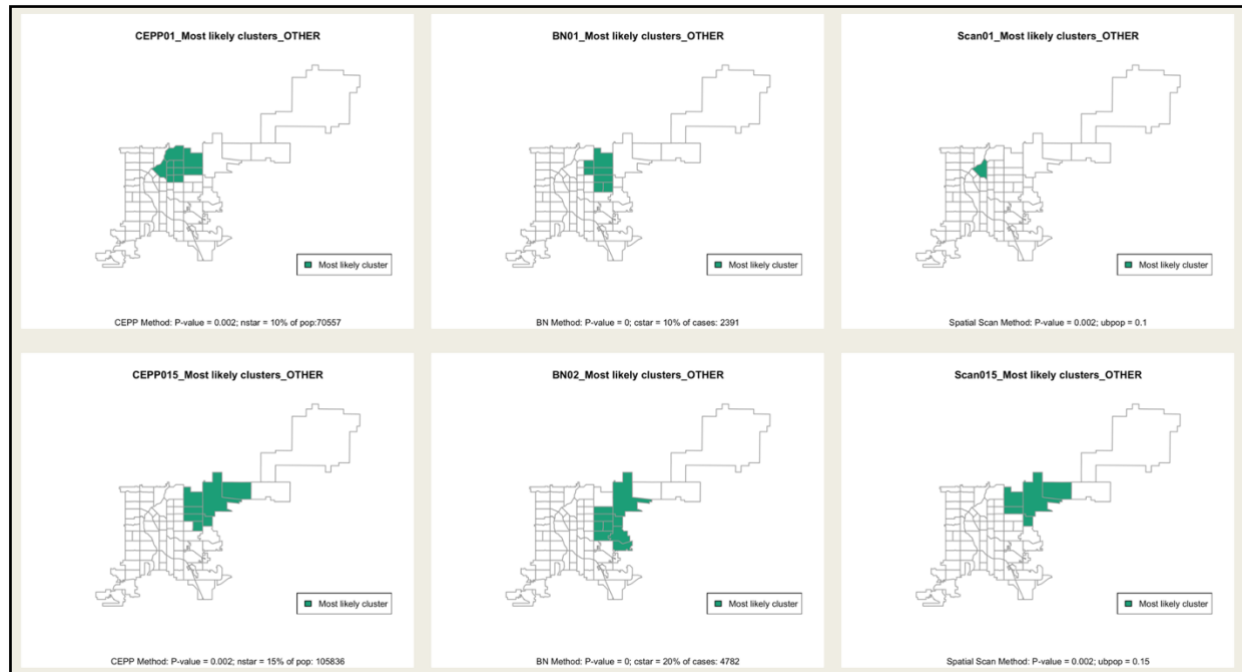 CEPP01_Most likely clusters_OTHER
BN01_Most likely clusters_OTHER
Scan01_Most likely clusters_OTHER
Most likely cluster
Most likely cluster
Most likely cluster
CEPP Method: P-value = 0.002; nstar = 10% of pop:70557
BN Method: P-value = 0; cstar = 10% of cases: 2391
Spatial Scan Method: P-value = 0.002; ubpop = 0.1
CEPP015_Most likely clusters_OTHER
BN02_Most likely clusters_OTHER
Scan015_Most likely clusters_OTHER
Most likely cluster
Most likely cluster
Most likely cluster
CEPP Method: P-value = 0.002; nstar = 15% of pop: 105836
BN Method: P-value = 0; cstar = 20% of cases: 4782
Spatial Scan Method: P-value = 0.002; ubpop = 0.15